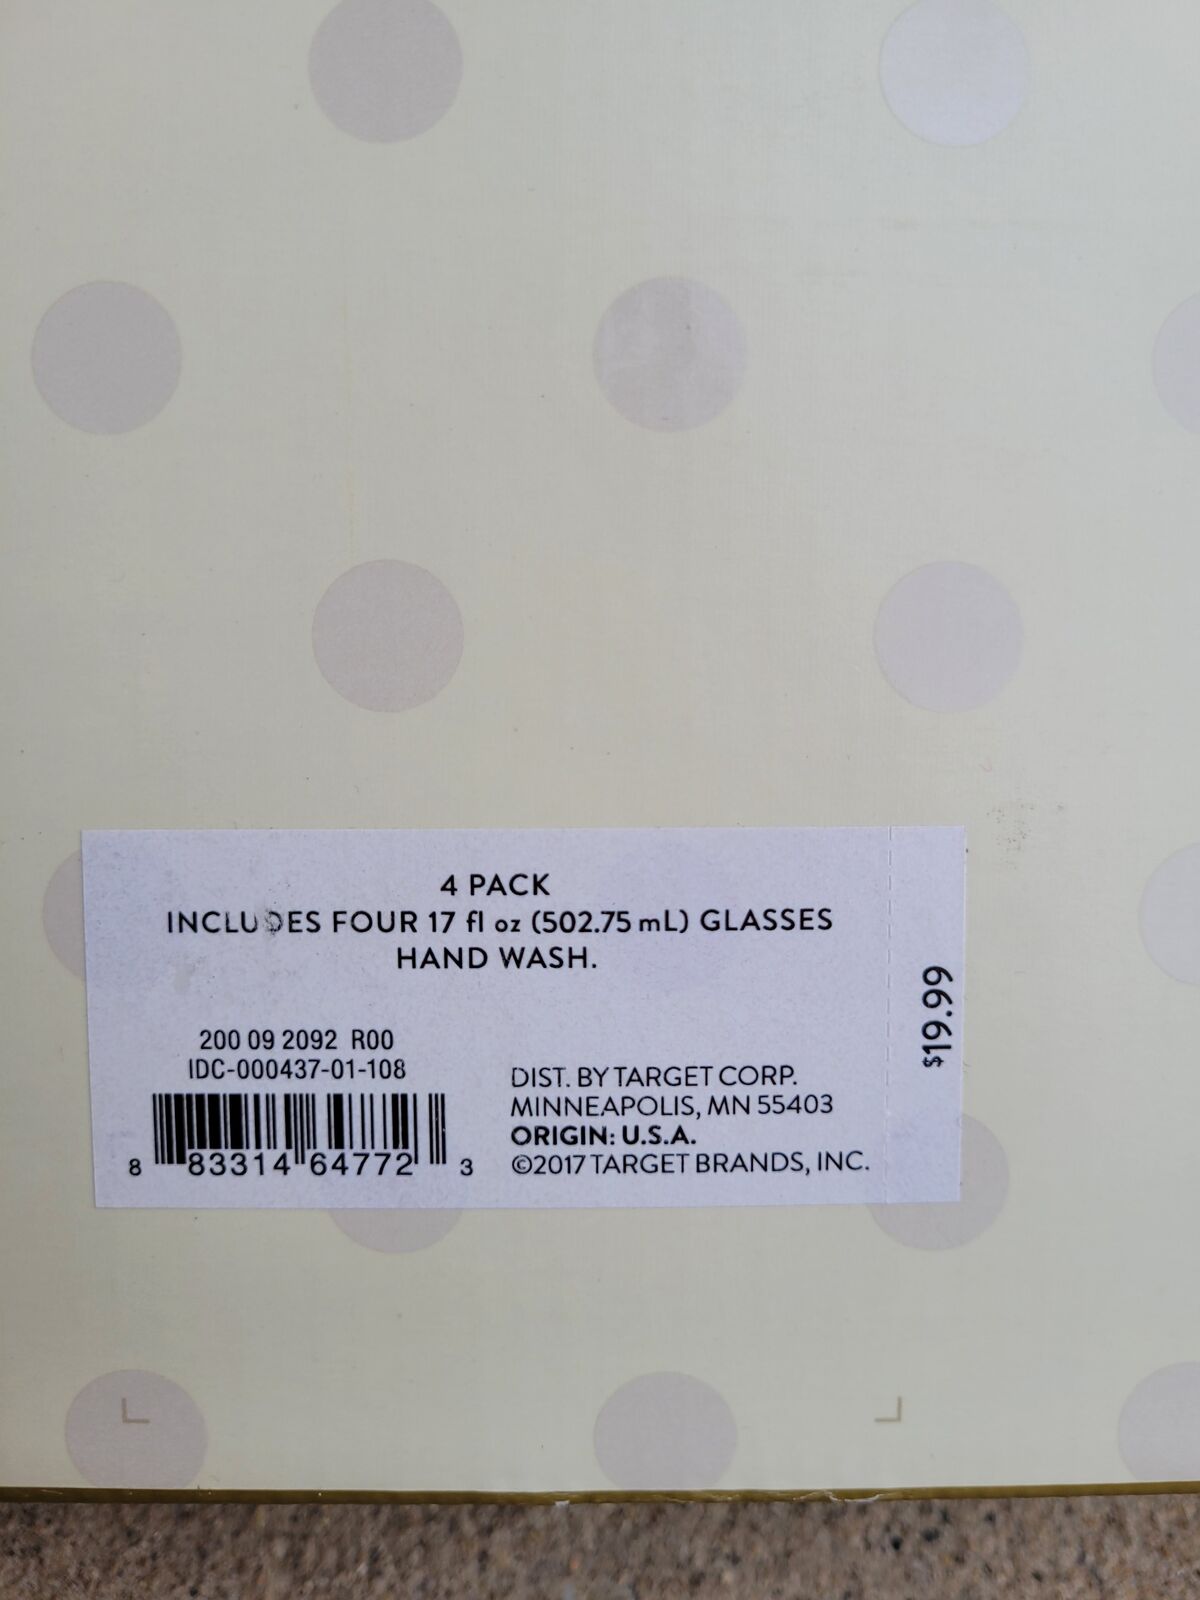 4 PACK
INCLUDES FOUR 17 fl oz (502.75 mL) GLASSES
HAND WASH.
200 09 2092 R00
IDC-000437-01-108
8 83314 64772 3
DIST. BY TARGET CORP.
MINNEAPOLIS, MN 55403
ORIGIN: U.S.A.
©2017 TARGET BRANDS, INC.
$19.99